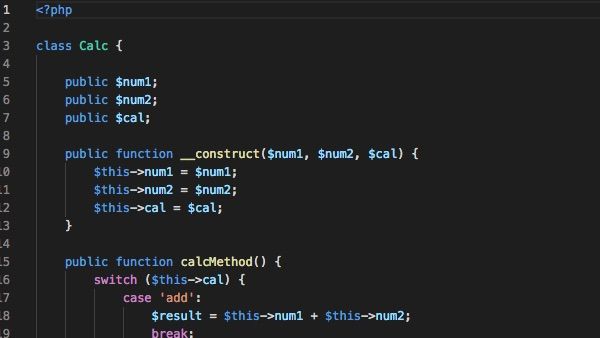 1 <?php
2
3 class Calc {
4
5 public $num1;
6 public $num2;
7 public $cal;
8
9 public function __construct($num1, $num2, $cal) {
10 $this->num1 = $num1;
11 $this->num2 = $num2;
12 $this->cal = $cal;
13 }
14
15 public function calcMethod() {
16 switch ($this->cal) {
17 case 'add':
18 $result = $this->num1 + $this->num2;
19 break;